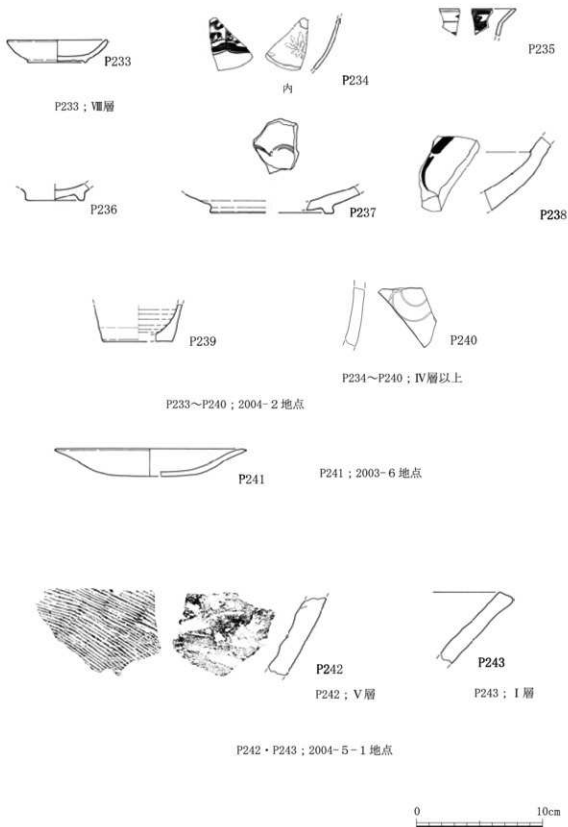 P233
P234
P235
内
P233 ; Ⅷ層
P236
P237
P238
P239
P240
P234～P240 ; Ⅳ層以上
P233～P240 ; 2004-2地点
P241
P241 ; 2003-6地点
P242
P243
P242 ; Ⅴ層
P243 ; Ⅰ層
P242・P243 ; 2004-5-1地点
0 10cm